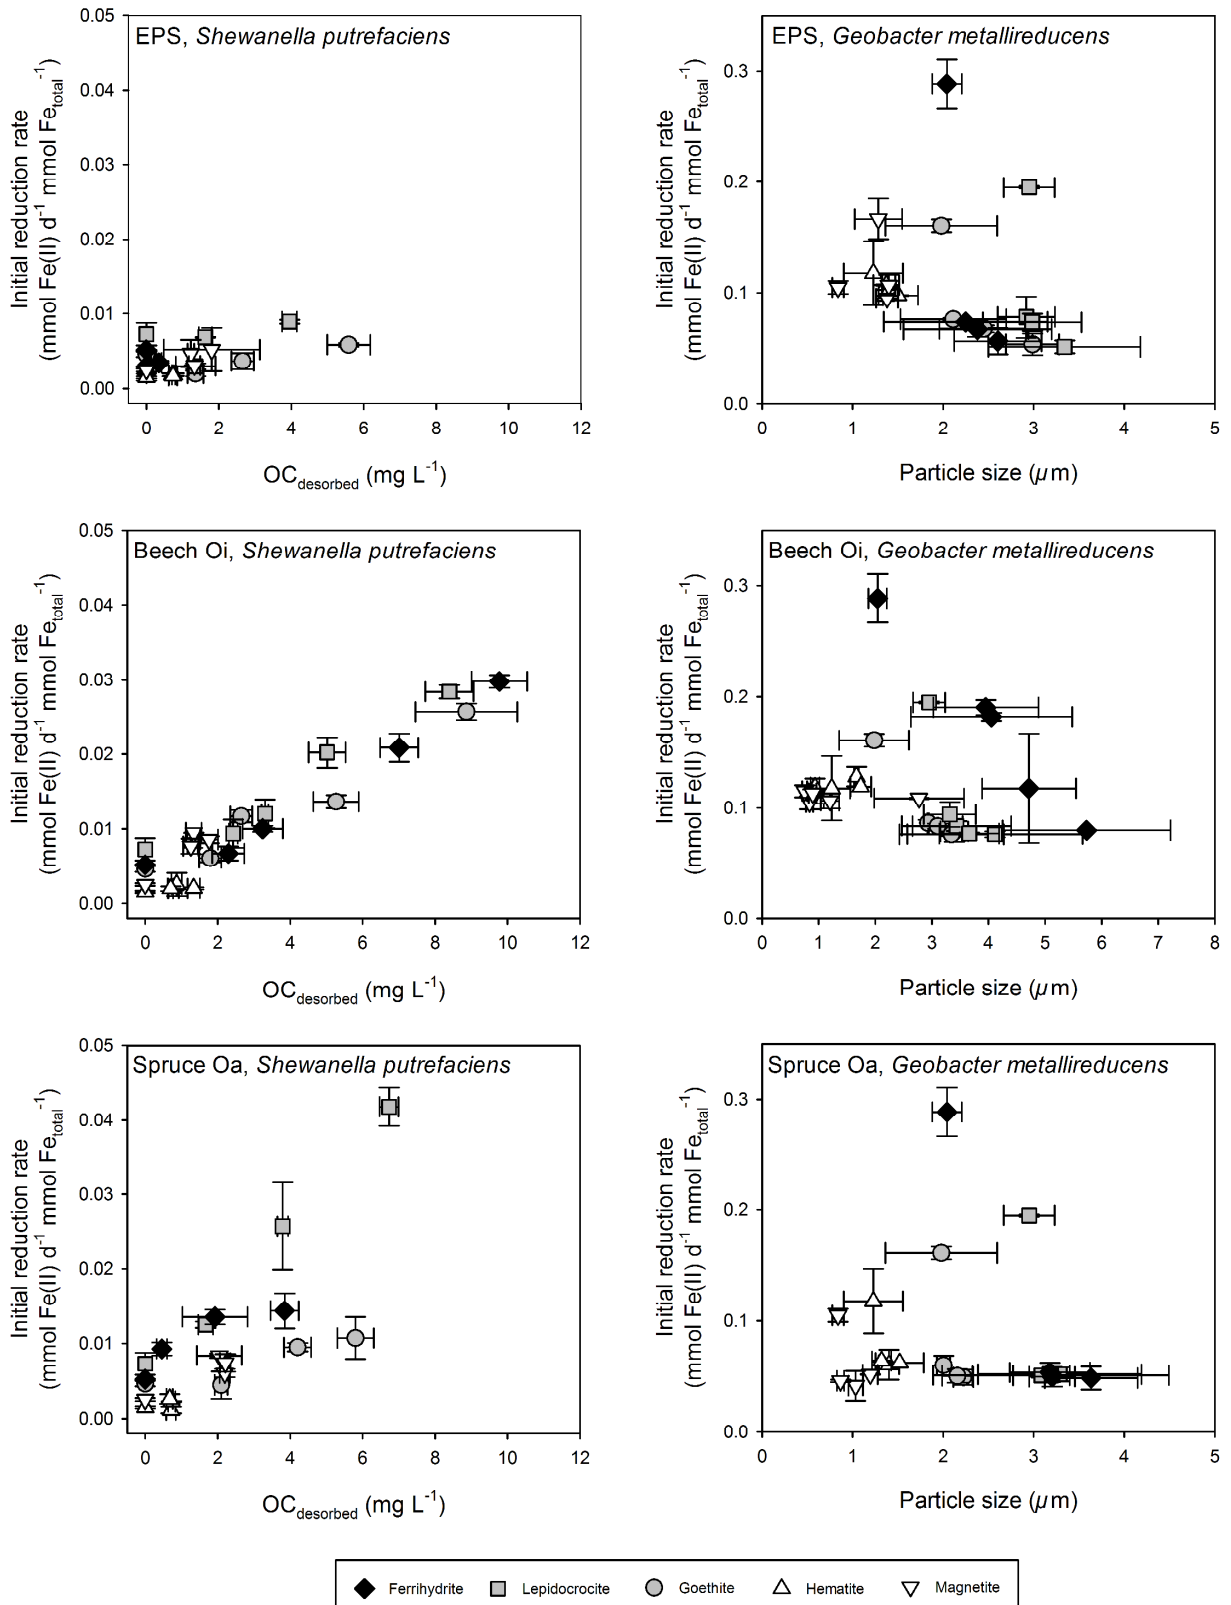 EPS, Shewanella putrefaciens
Initial reduction rate
(mmol Fe(II) d⁻¹ mmol Fe_total⁻¹)
0.05
0.04
0.03
0.02
0.01
0.00
0 2 4 6 8 10 12
OC_desorbed (mg L⁻¹)
EPS, Geobacter metallireducens
Initial reduction rate
(mmol Fe(II) d⁻¹ mmol Fe_total⁻¹)
0.3
0.2
0.1
0.0
0 1 2 3 4 5
Particle size (µm)
Beech Oi, Shewanella putrefaciens
Initial reduction rate
(mmol Fe(II) d⁻¹ mmol Fe_total⁻¹)
0.05
0.04
0.03
0.02
0.01
0.00
0 2 4 6 8 10 12
OC_desorbed (mg L⁻¹)
Beech Oi, Geobacter metallireducens
Initial reduction rate
(mmol Fe(II) d⁻¹ mmol Fe_total⁻¹)
0.3
0.2
0.1
0.0
0 1 2 3 4 5 6 7 8
Particle size (µm)
Spruce Oa, Shewanella putrefaciens
Initial reduction rate
(mmol Fe(II) d⁻¹ mmol Fe_total⁻¹)
0.05
0.04
0.03
0.02
0.01
0.00
0 2 4 6 8 10 12
OC_desorbed (mg L⁻¹)
Spruce Oa, Geobacter metallireducens
Initial reduction rate
(mmol Fe(II) d⁻¹ mmol Fe_total⁻¹)
0.3
0.2
0.1
0.0
0 1 2 3 4 5
Particle size (µm)
Ferrihydrite Lepidocrocite Goethite Hematite Magnetite